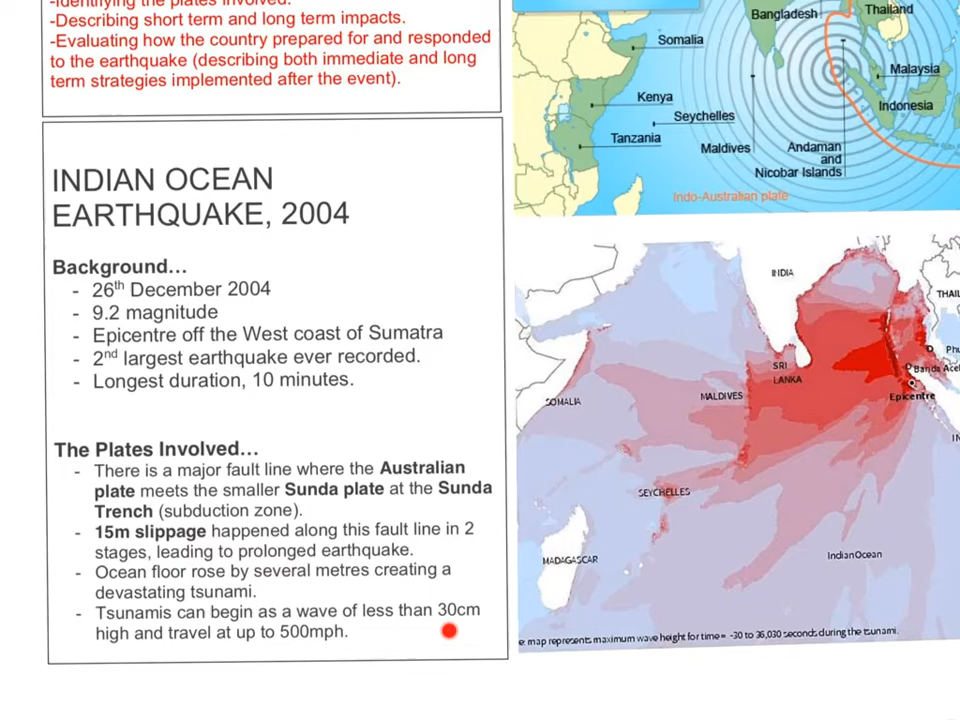 -Identifying the plates involved.
-Describing short term and long term impacts.
-Evaluating how the country prepared for and responded
to the earthquake (describing both immediate and long
term strategies implemented after the event).
INDIAN OCEAN
EARTHQUAKE, 2004
Background…
- 26th December 2004
- 9.2 magnitude
- Epicentre off the West coast of Sumatra
- 2nd largest earthquake ever recorded.
- Longest duration, 10 minutes.
The Plates Involved…
- There is a major fault line where the Australian
plate meets the smaller Sunda plate at the Sunda
Trench (subduction zone).
- 15m slippage happened along this fault line in 2
stages, leading to prolonged earthquake.
- Ocean floor rose by several metres creating a
devastating tsunami.
- Tsunamis can begin as a wave of less than 30cm
high and travel at up to 500mph.
Bangladesh
Thailand
Somalia
Malaysia
Kenya
Indonesia
Seychelles
Tanzania
Maldives
Andaman
and
Nicobar Islands
Indo-Australian plate
INDIA
THAIL
Phu
SRI
LANKA
Banda Ace
MALDIVES
Epicentre
SOMALIA
IN
SEYCHELLES
MADAGASCAR
Indian Ocean
e: map represents maximum wave height for time = -30 to 36,030 seconds during the tsunami.